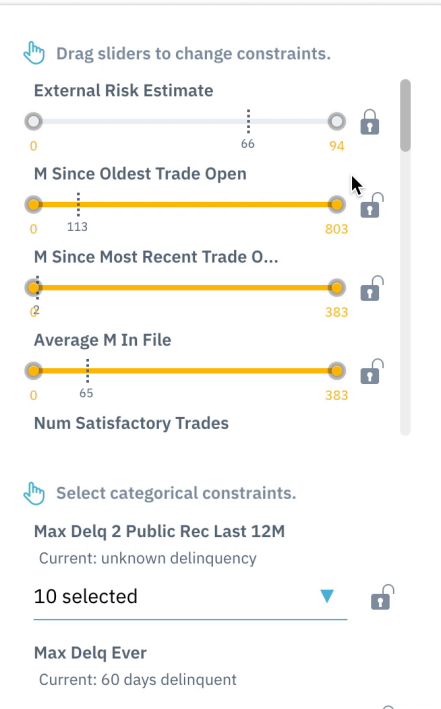 Drag sliders to change constraints.
External Risk Estimate
66
0 94
M Since Oldest Trade Open
113
0 803
M Since Most Recent Trade O...
2
0 383
Average M In File
65
0 383
Num Satisfactory Trades
Select categorical constraints.
Max Delq 2 Public Rec Last 12M
Current: unknown delinquency
10 selected
Max Delq Ever
Current: 60 days delinquent